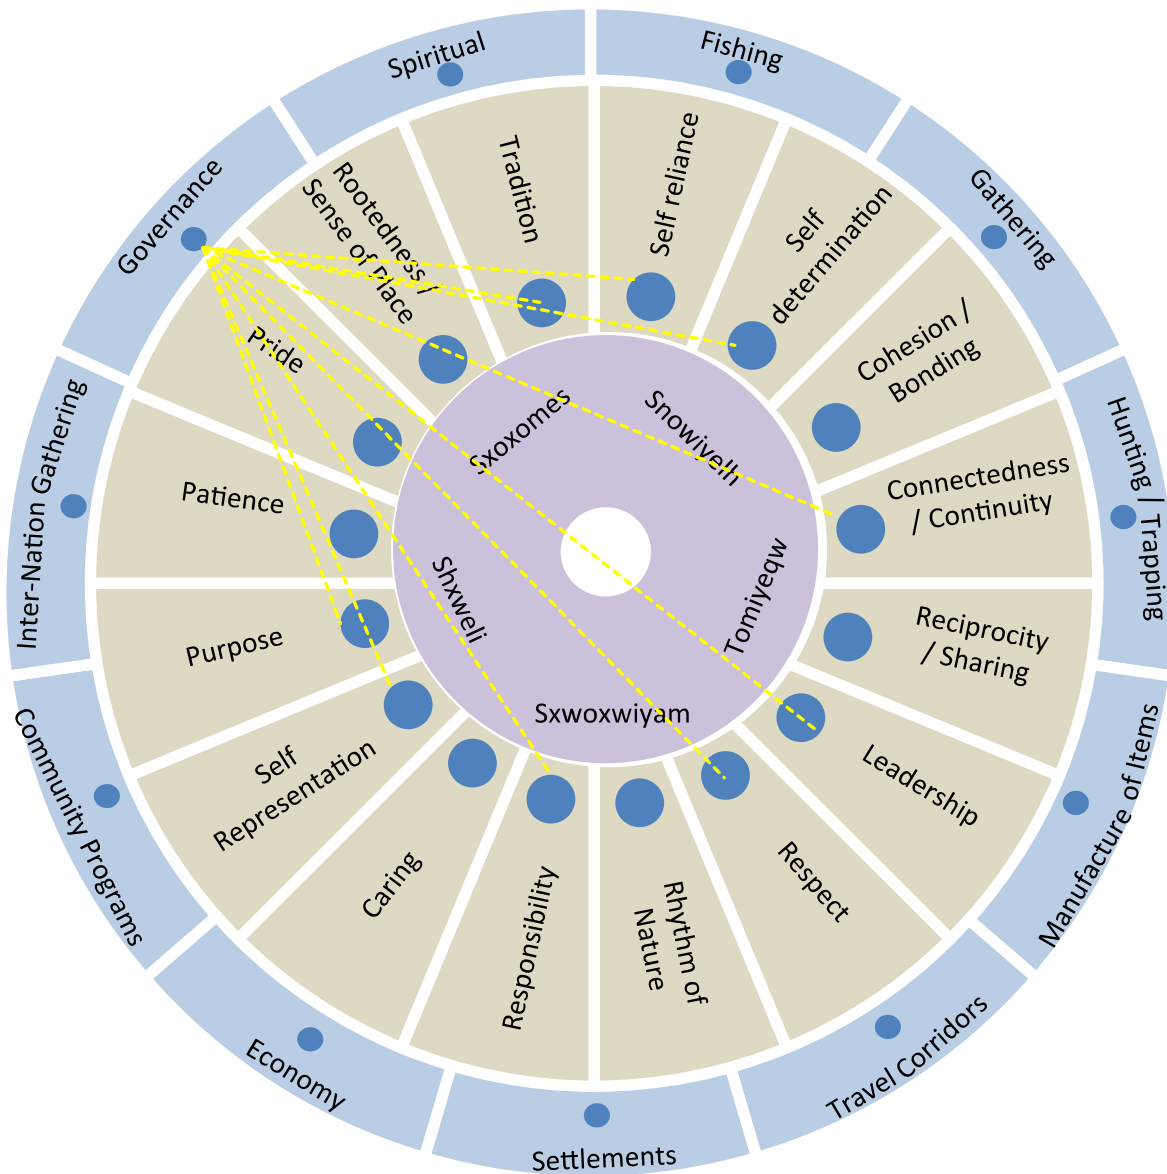 Spiritual
Fishing
Gathering
Hunting / Trapping
Manufacture of Items
Travel Corridors
Settlements
Economy
Community Programs
Inter-Nation Gathering
Governance
Tradition
Self reliance
Self
determination
Cohesion /
Bonding
Connectedness
/ Continuity
Reciprocity
/ Sharing
Leadership
Respect
Rhythm of
Nature
Responsibility
Caring
Self
Representation
Purpose
Patience
Pride
Rootedness /
Sense of Place
Sxoxomes
Snowiyelh
Tomiyeqw
Sxwoxwiyam
Shxweli